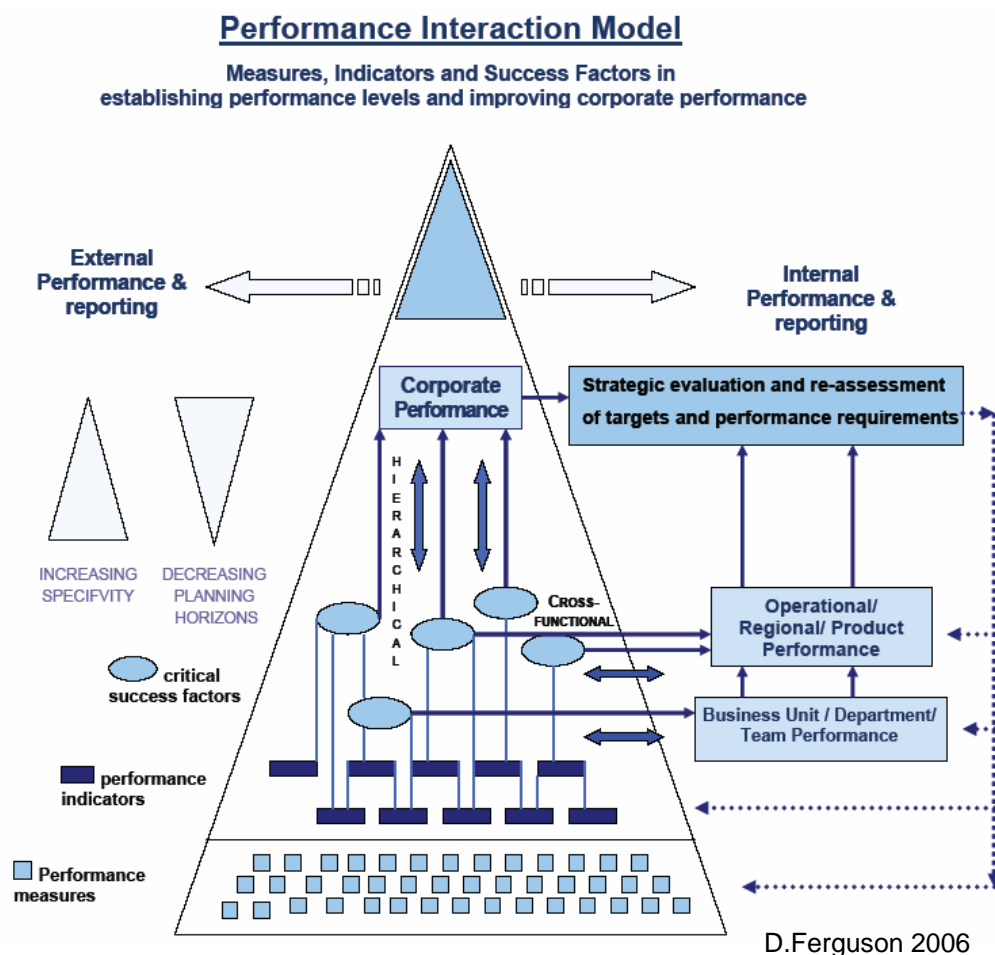 Performance Interaction Model
Measures, Indicators and Success Factors in
establishing performance levels and improving corporate performance
External
Performance &
reporting
Internal
Performance &
reporting
Corporate
Performance
Strategic evaluation and re-assessment
of targets and performance requirements
HIERARCHICAL
INCREASING
SPECIFVITY
DECREASING
PLANNING
HORIZONS
CROSS-
FUNCTIONAL
Operational/
Regional/ Product
Performance
critical
success factors
Business Unit / Department/
Team Performance
performance
indicators
Performance
measures
D.Ferguson 2006